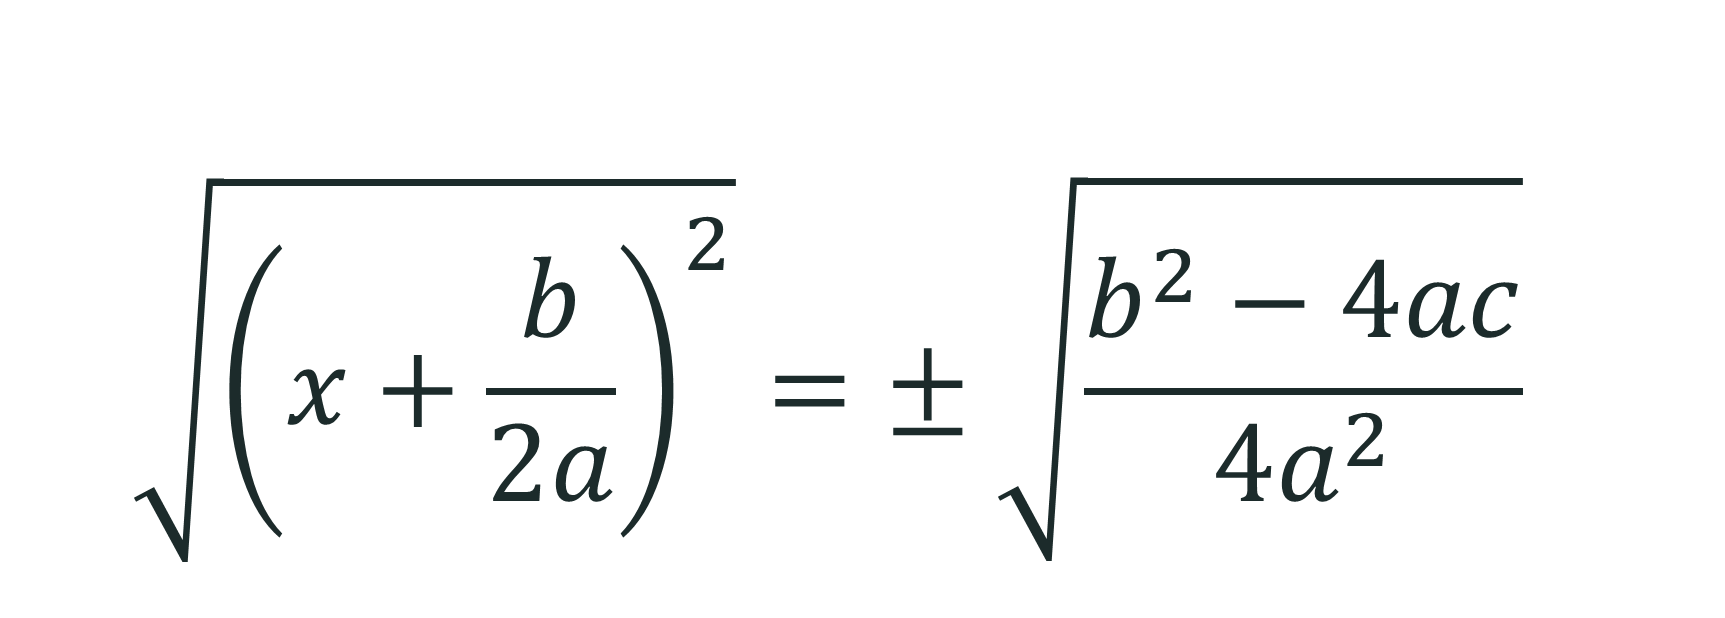 √((x + b/2a)²) = ± √((b² − 4ac)/(4a²))